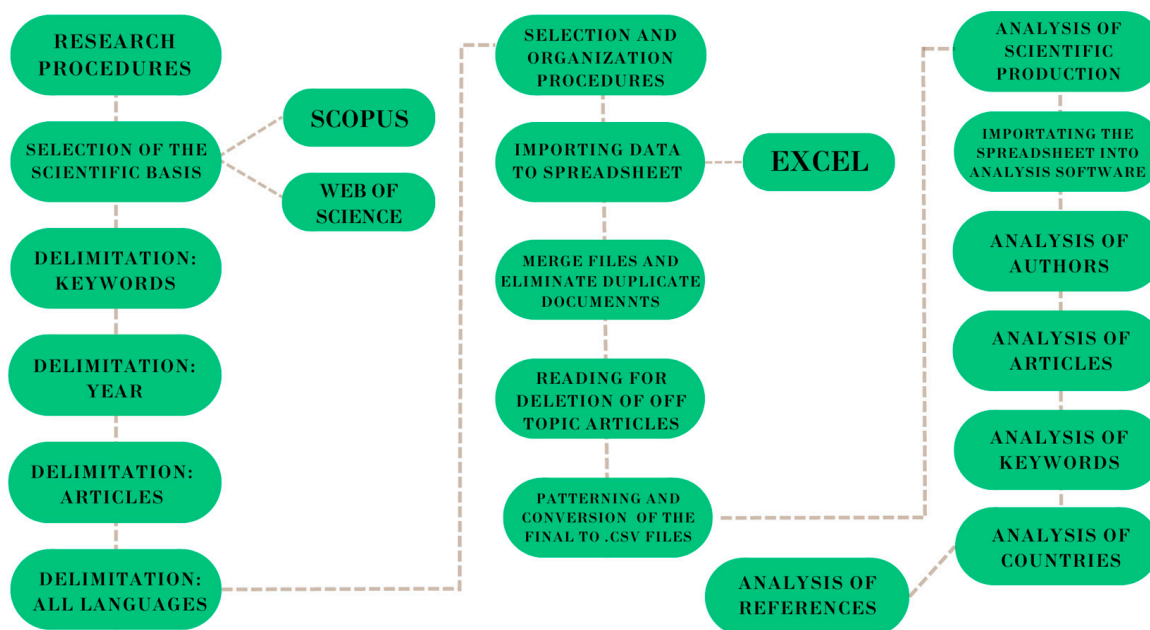 RESEARCH
PROCEDURES
SELECTION OF THE
SCIENTIFIC BASIS
SCOPUS
WEB OF
SCIENCE
DELIMITATION:
KEYWORDS
DELIMITATION:
YEAR
DELIMITATION:
ARTICLES
DELIMITATION:
ALL LANGUAGES
SELECTION AND
ORGANIZATION
PROCEDURES
IMPORTING DATA
TO SPREADSHEET
EXCEL
MERGE FILES AND
ELIMINATE DUPLICATE
DOCUMENNTS
READING FOR
DELETION OF OFF
TOPIC ARTICLES
PATTERNING AND
CONVERSION OF THE
FINAL TO .CSV FILES
ANALYSIS OF
SCIENTIFIC
PRODUCTION
IMPORTATING THE
SPREADSHEET INTO
ANALYSIS SOFTWARE
ANALYSIS OF
AUTHORS
ANALYSIS OF
ARTICLES
ANALYSIS OF
KEYWORDS
ANALYSIS OF
COUNTRIES
ANALYSIS OF
REFERENCES